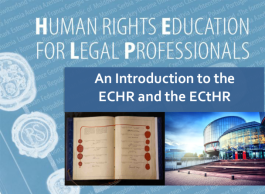 HUMAN RIGHTS EDUCATION
FOR LEGAL PROFESSIONALS
An Introduction to the
ECHR and the ECtHR